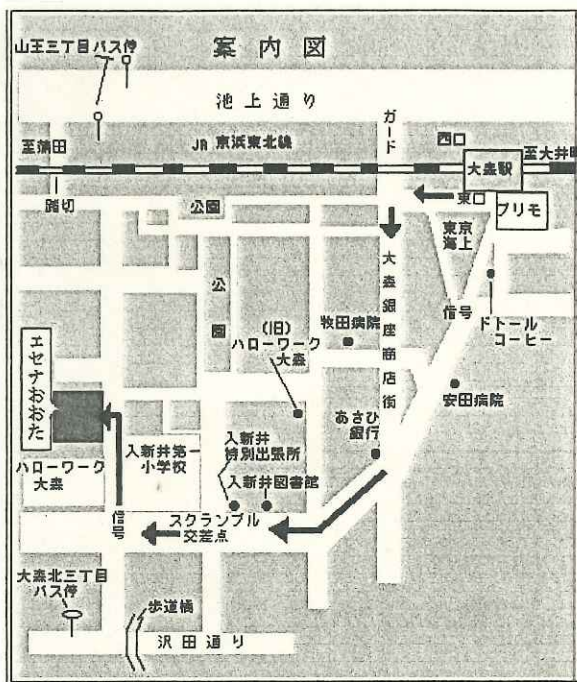 案内図
山王三丁目バス停
池上通り
ガード
西口
至蒲田
JR 京浜東北線
至大井町
大森駅
踏切
公園
東口
プリモ
東京
海上
大森銀座商店街
公園
信号
ドトール
コーヒー
牧田病院
(旧)
ハローワーク
大森
エセナおおた
安田病院
あさひ
銀行
入新井
特別出張所
入新井第一
小学校
ハローワーク
大森
入新井図書館
信号
スクランブル
交差点
大森北三丁目
バス停
歩道橋
沢田通り